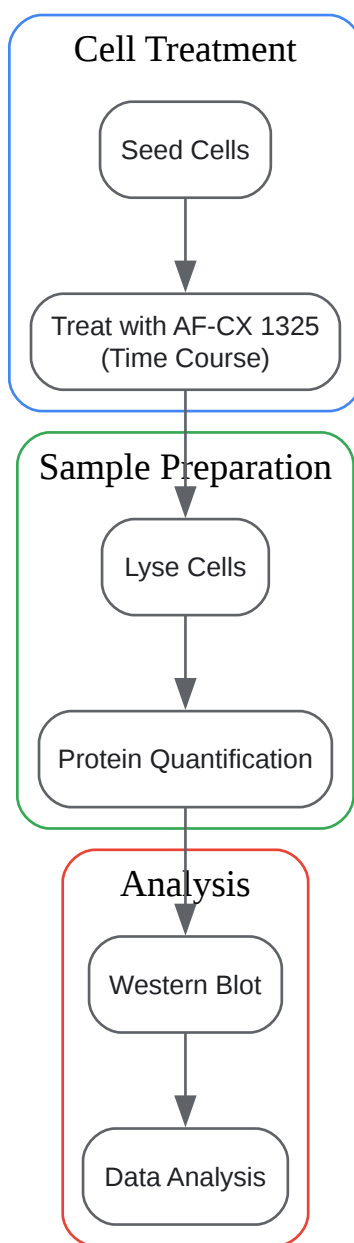 Cell Treatment
Seed Cells
Treat with AF-CX 1325
(Time Course)
Sample Preparation
Lyse Cells
Protein Quantification
Analysis
Western Blot
Data Analysis